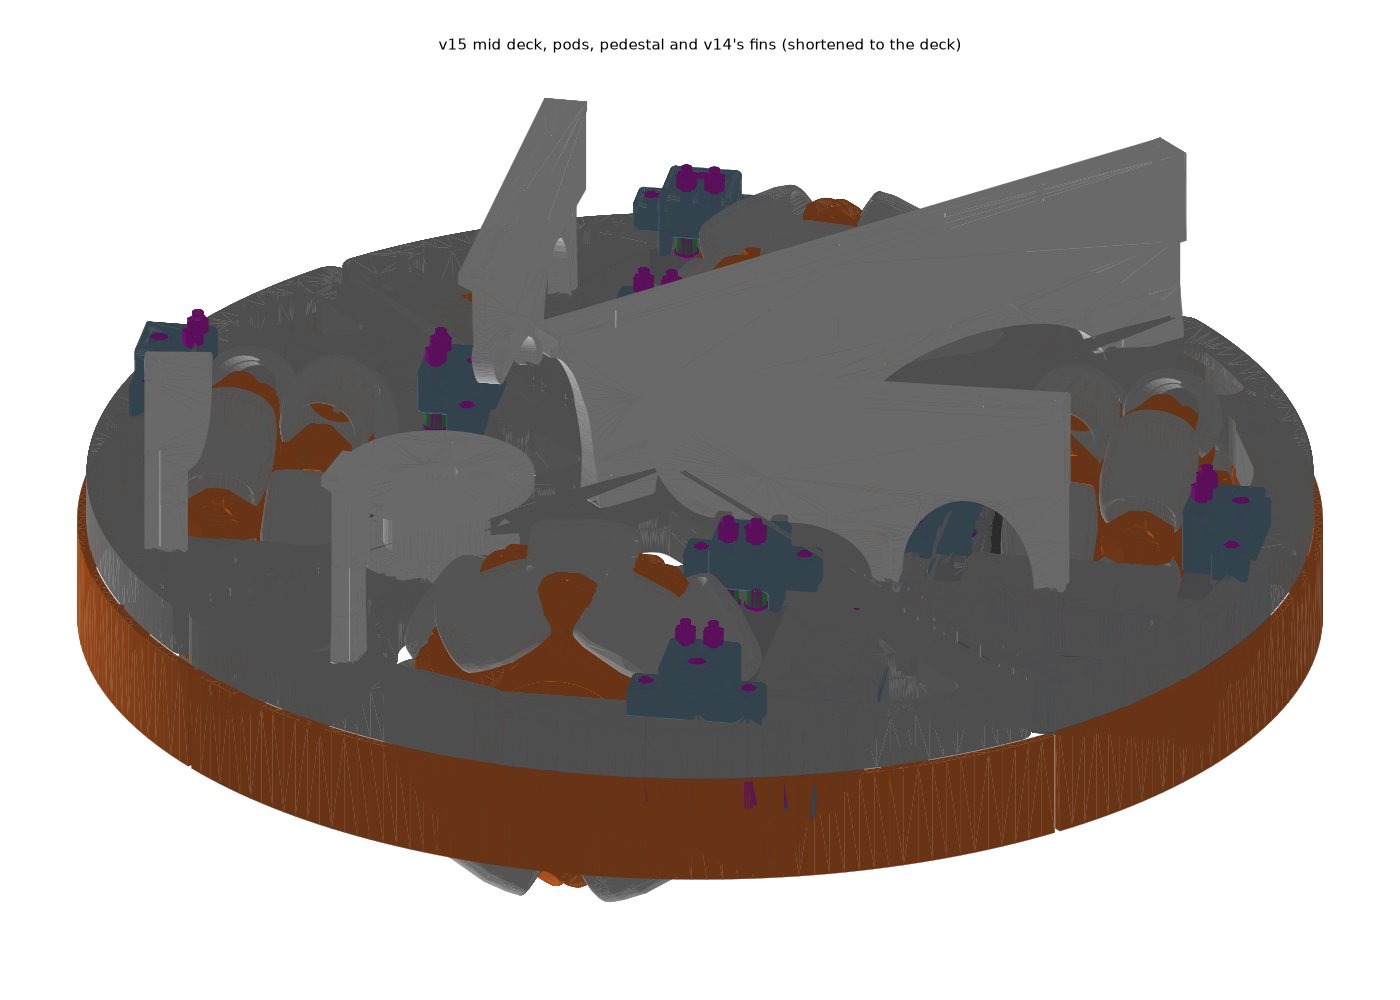 v15 mid deck, pods, pedestal and v14's fins (shortened to the deck)